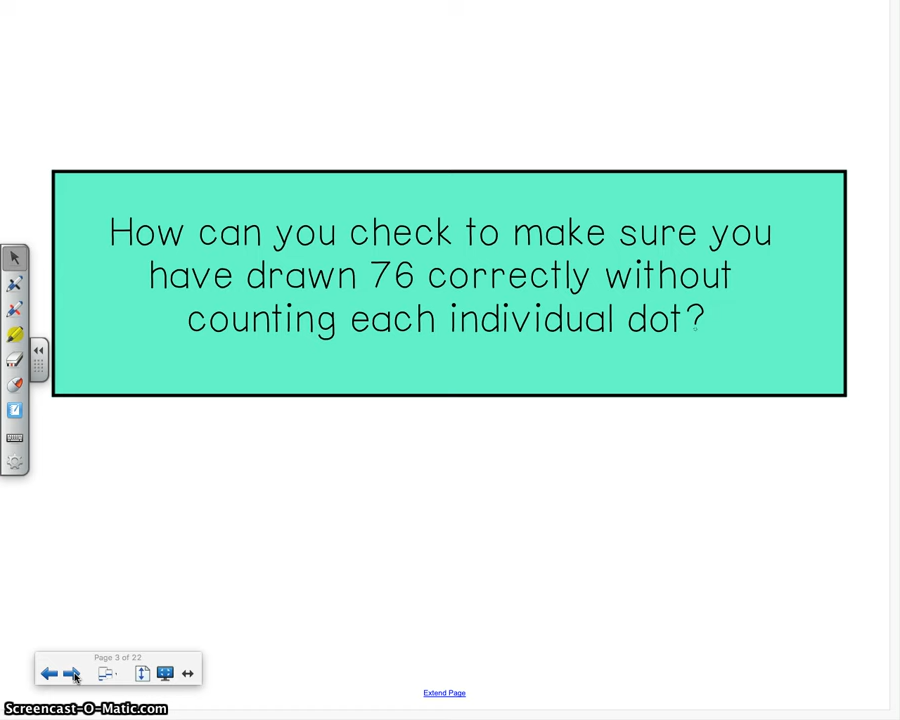 How can you check to make sure you
have drawn 76 correctly without
counting each individual dot?
Page 3 of 22
Extend Page
Screencast-O-Matic.com